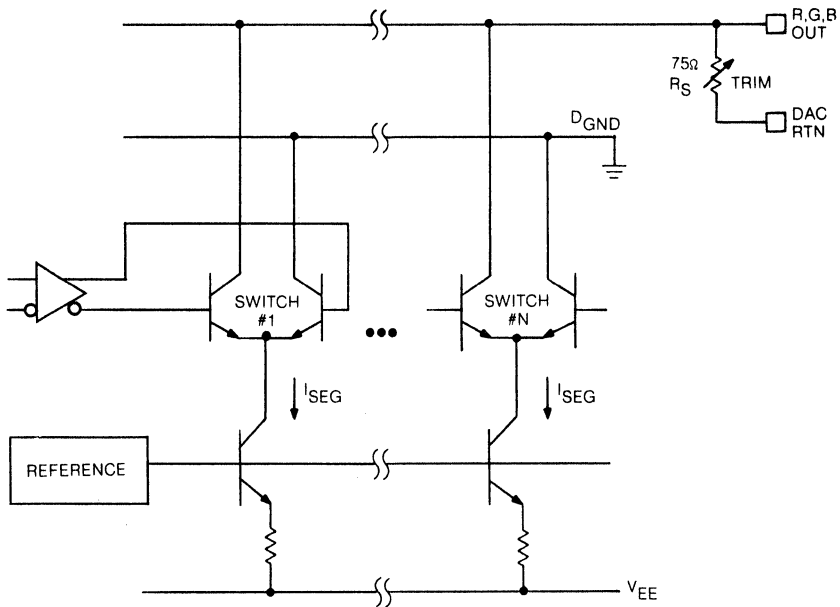 R,G,B
OUT
75Ω
RS
TRIM
DAC
RTN
DGND
SWITCH
#1
SWITCH
#N
ISEG
ISEG
REFERENCE
VEE